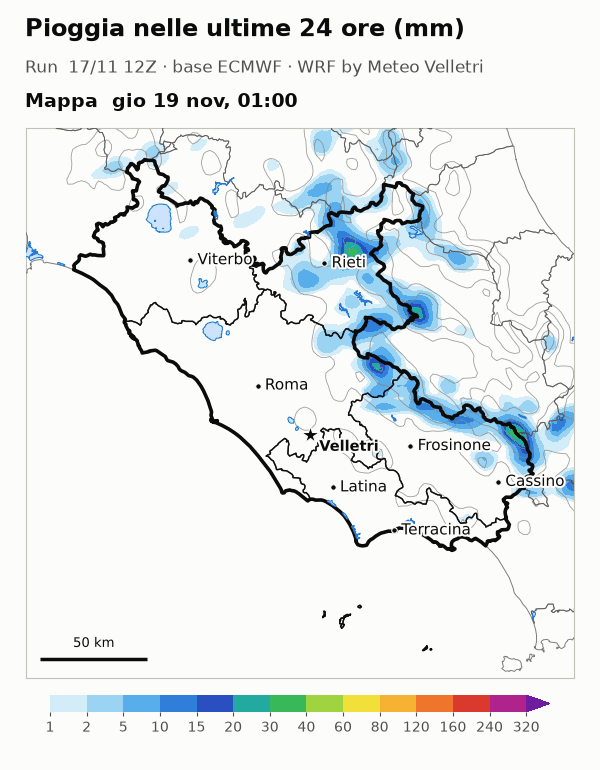 Pioggia nelle ultime 24 ore (mm)
Run  17/11 12Z · base ECMWF · WRF by Meteo Velletri
Mappa  gio 19 nov, 01:00
Viterbo
Rieti
Roma
Velletri
Frosinone
Latina
Cassino
Terracina
50 km
1 2 5 10 15 20 30 40 60 80 120 160 240 320